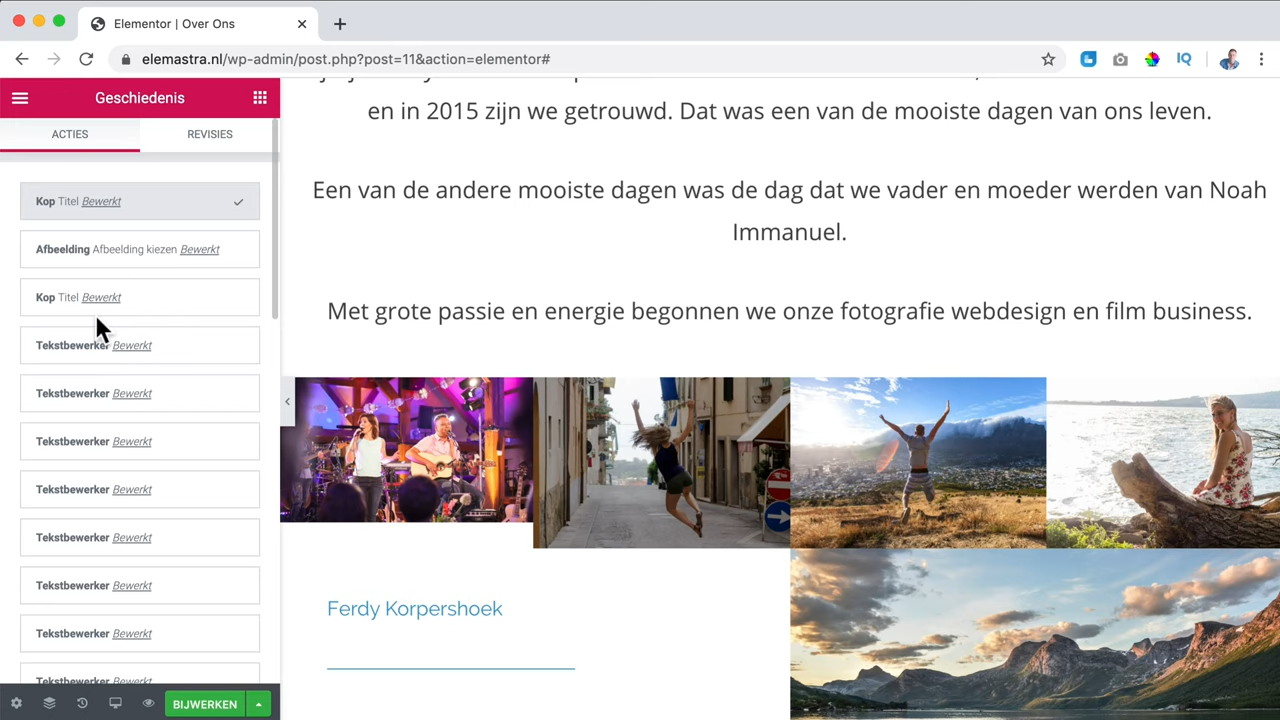 Elementor | Over Ons
elemastra.nl/wp-admin/post.php?post=11&action=elementor#
IQ
Geschiedenis
ACTIES
REVISIES
Kop Titel Bewerkt
Afbeelding Afbeelding kiezen Bewerkt
Kop Titel Bewerkt
Tekstbewerker Bewerkt
Tekstbewerker Bewerkt
Tekstbewerker Bewerkt
Tekstbewerker Bewerkt
Tekstbewerker Bewerkt
Tekstbewerker Bewerkt
Tekstbewerker Bewerkt
Tekstbewerker Bewerkt
BIJWERKEN
en in 2015 zijn we getrouwd. Dat was een van de mooiste dagen van ons leven.
Een van de andere mooiste dagen was de dag dat we vader en moeder werden van Noah
Immanuel.
Met grote passie en energie begonnen we onze fotografie webdesign en film business.
Ferdy Korpershoek